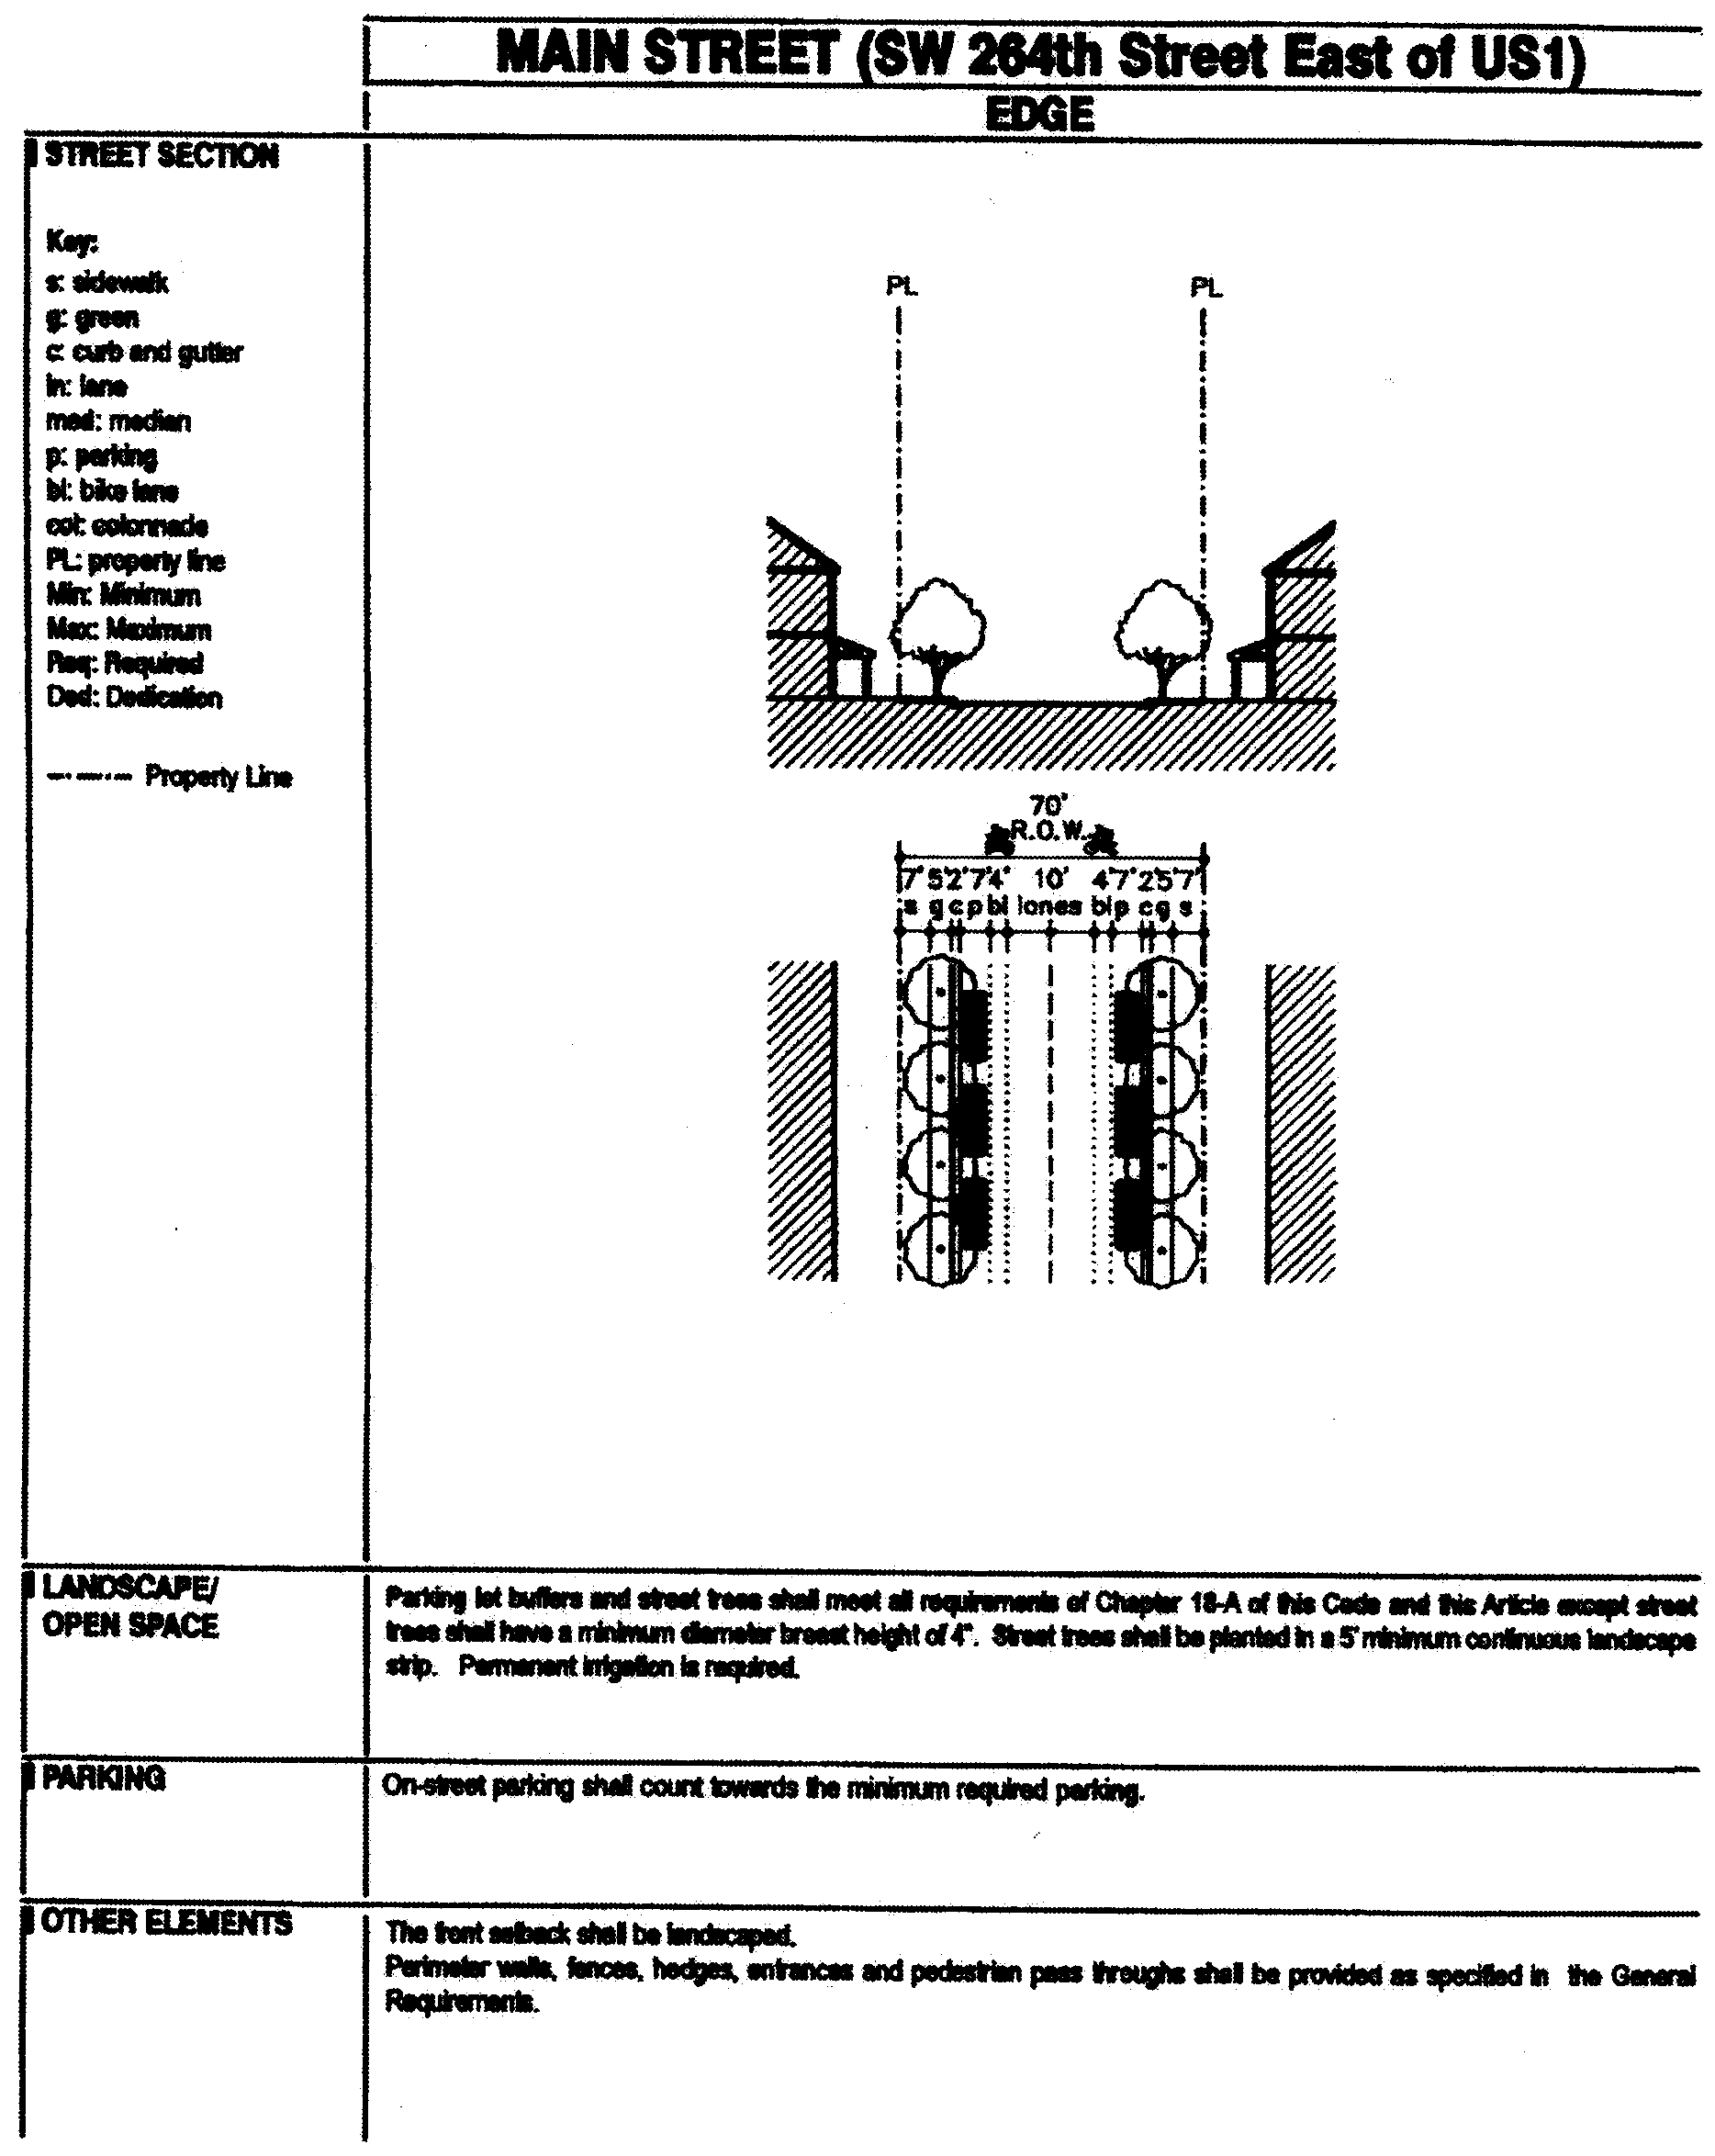 MAIN STREET (SW 264th Street East of US1)
EDGE
STREET SECTION
Key:
s: sidewalk
g: green
c: curb and gutter
ln: lane
med: median
p: parking
bl: bike lane
col: colonnade
PL: property line
Min: Minimum
Max: Maximum
Req: Required
Ded: Dedication
Property Line
PL PL
70'
R.O.W.
7' 5' 2' 7' 4' 10' 4' 7' 2' 5' 7'
s g c p bl lanes bl p c g s
LANDSCAPE/
OPEN SPACE
Parking lot buffers and street trees shall meet all requirements of Chapter 18-A of this Code and this Article except street
trees shall have a minimum diameter breast height of 4". Street trees shall be planted in a 5' minimum continuous landscape
strip. Permanent irrigation is required.
PARKING
On-street parking shall count towards the minimum required parking.
OTHER ELEMENTS
The front setback shall be landscaped.
Perimeter walls, fences, hedges, entrances and pedestrian pass throughs shall be provided as specified in the General
Requirements.